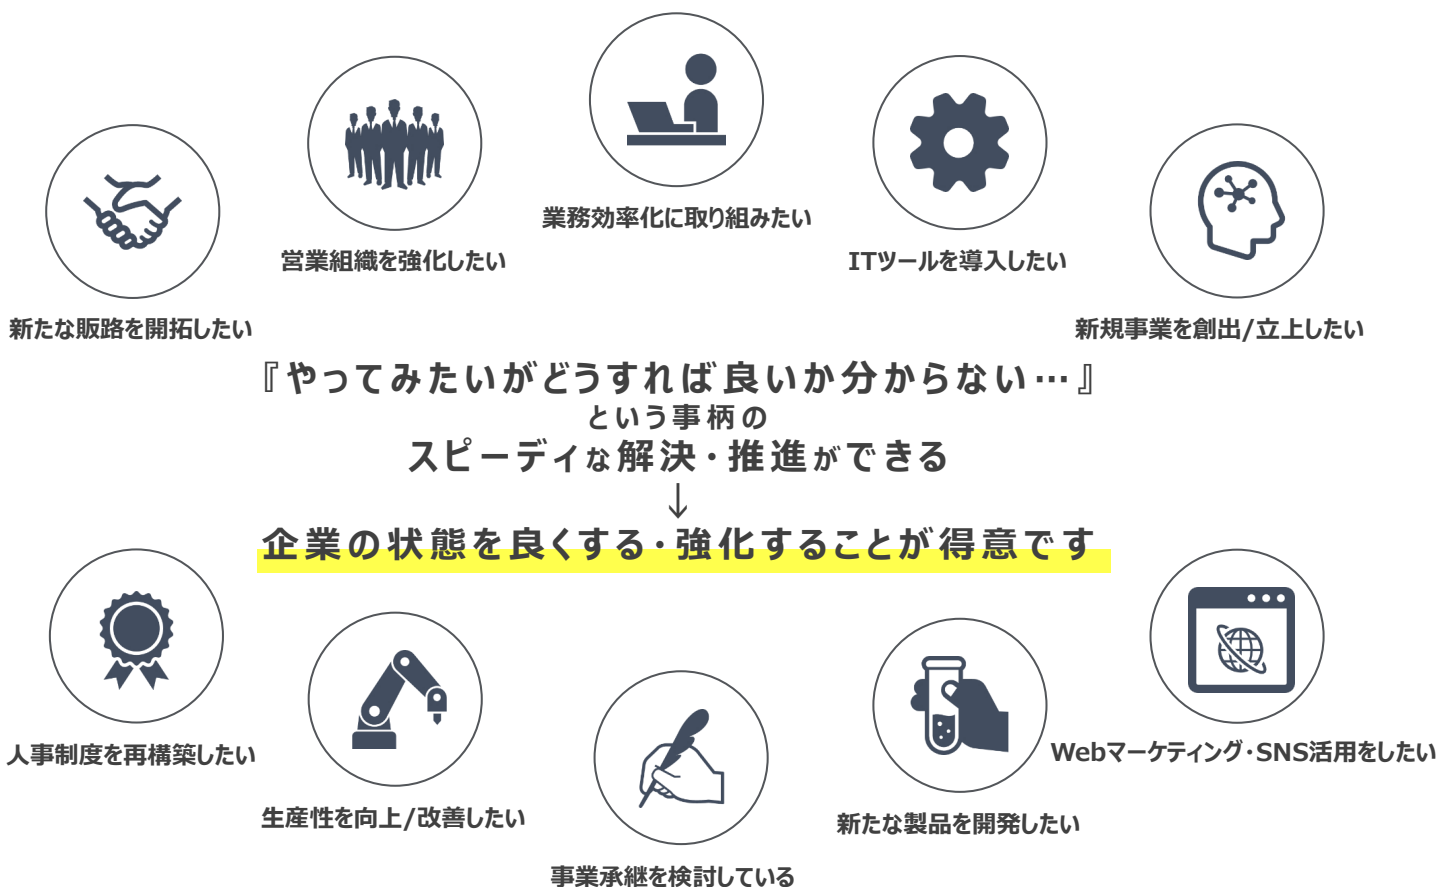 業務効率化に取り組みたい
営業組織を強化したい
ITツールを導入したい
新たな販路を開拓したい
新規事業を創出/立上したい
『やってみたいがどうすれば良いか分からない…』
という事柄の
スピーディな解決・推進ができる
↓
企業の状態を良くする・強化することが得意です
人事制度を再構築したい
Webマーケティング・SNS活用をしたい
生産性を向上/改善したい
新たな製品を開発したい
事業承継を検討している